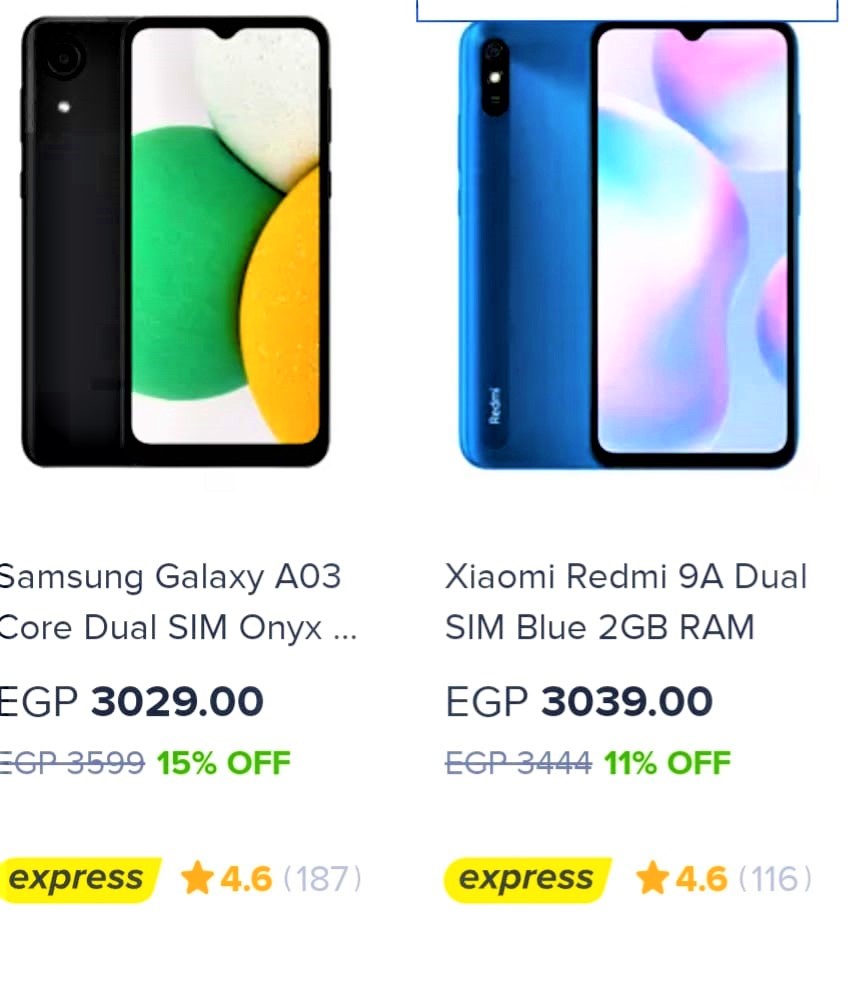 Redmi
Samsung Galaxy A03
Core Dual SIM Onyx ...
EGP 3029.00
EGP 3599 15% OFF
express 4.6 (187)
Xiaomi Redmi 9A Dual
SIM Blue 2GB RAM
EGP 3039.00
EGP 3444 11% OFF
express 4.6 (116)